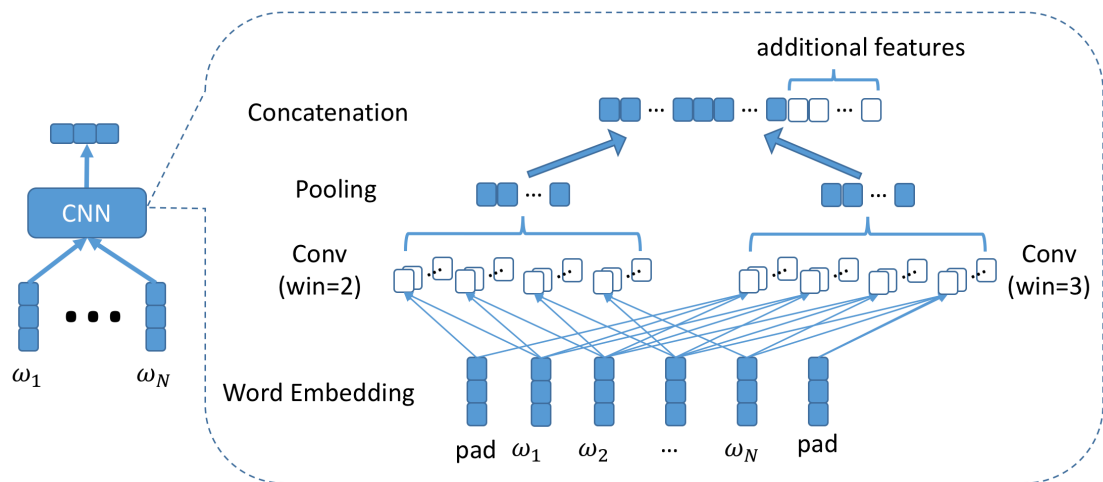 additional features
Concatenation ... ... ...
Pooling ... ...
CNN
Conv
(win=2)
Conv
(win=3)
...
ω1 ωN
Word Embedding
pad ω1 ω2 ... ωN pad